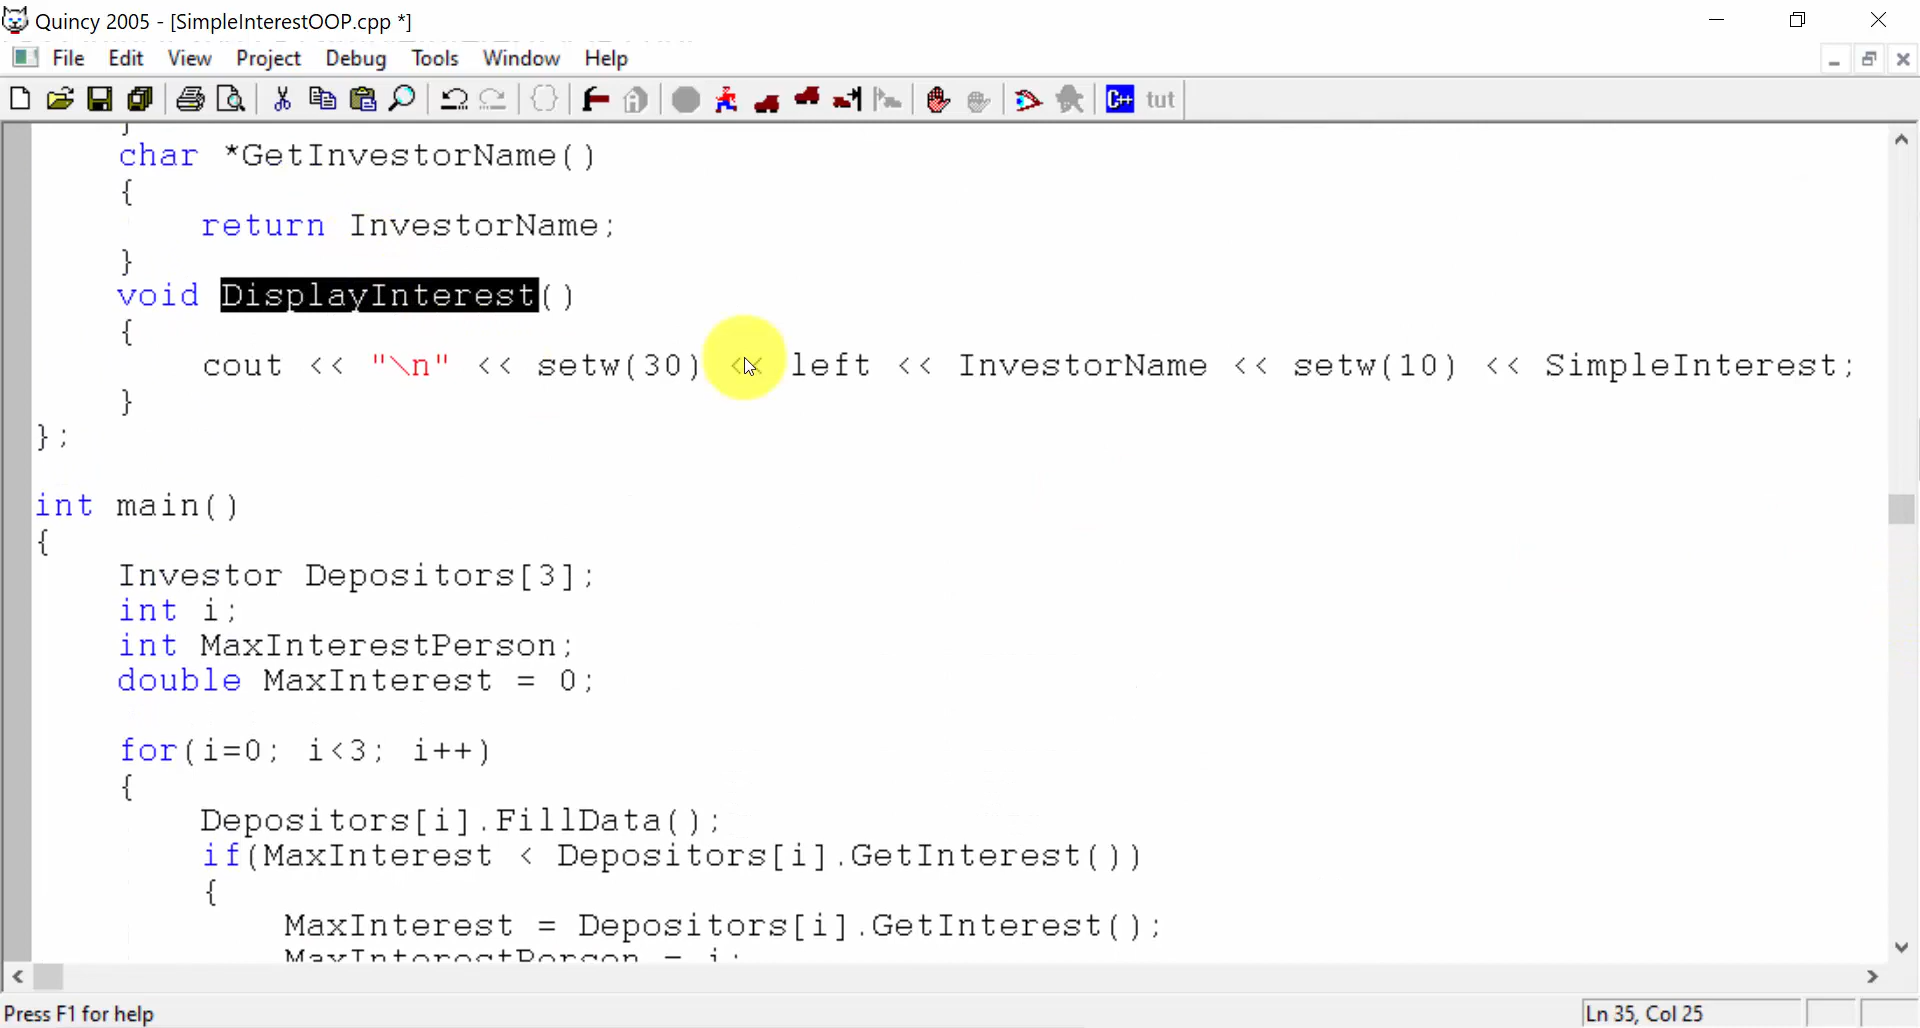 Quincy 2005 - [SimpleInterestOOP.cpp *]
File Edit View Project Debug Tools Window Help
C++ tut
}
char *GetInvestorName()
{
return InvestorName;
}
void DisplayInterest()
{
cout << "\n" << setw(30) << left << InvestorName << setw(10) << SimpleInterest;
}
};
int main()
{
Investor Depositors[3];
int i;
int MaxInterestPerson;
double MaxInterest = 0;
for(i=0; i<3; i++)
{
Depositors[i].FillData();
if(MaxInterest < Depositors[i].GetInterest())
{
MaxInterest = Depositors[i].GetInterest();
MaxInterestPerson = i;
Press F1 for help
Ln 35, Col 25